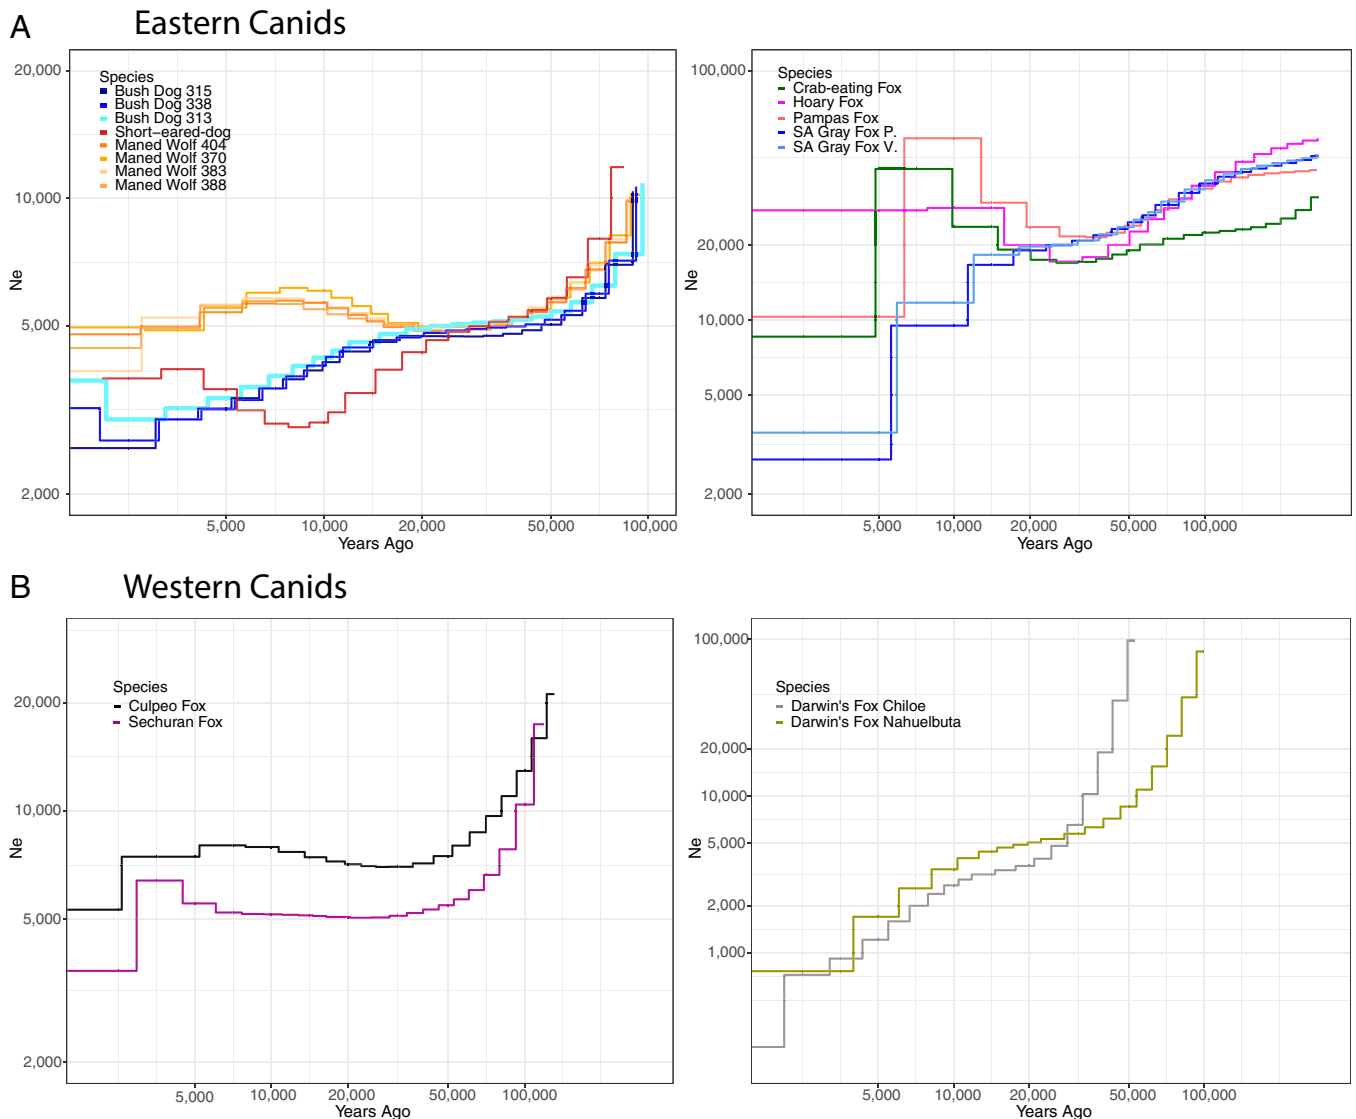 A
Eastern Canids
20,000
10,000
5,000
2,000
Ne
Species
Bush Dog 315
Bush Dog 338
Bush Dog 313
Short−eared−dog
Maned Wolf 404
Maned Wolf 370
Maned Wolf 383
Maned Wolf 388
5,000 10,000 20,000 50,000 100,000
Years Ago
100,000
20,000
10,000
5,000
2,000
Ne
Species
Crab-eating Fox
Hoary Fox
Pampas Fox
SA Gray Fox P.
SA Gray Fox V.
5,000 10,000 20,000 50,000 100,000
Years Ago
B
Western Canids
20,000
10,000
5,000
2,000
Ne
Species
Culpeo Fox
Sechuran Fox
5,000 10,000 20,000 50,000 100,000
Years Ago
100,000
20,000
10,000
5,000
2,000
1,000
Ne
Species
Darwin's Fox Chiloe
Darwin's Fox Nahuelbuta
5,000 10,000 20,000 50,000 100,000
Years Ago